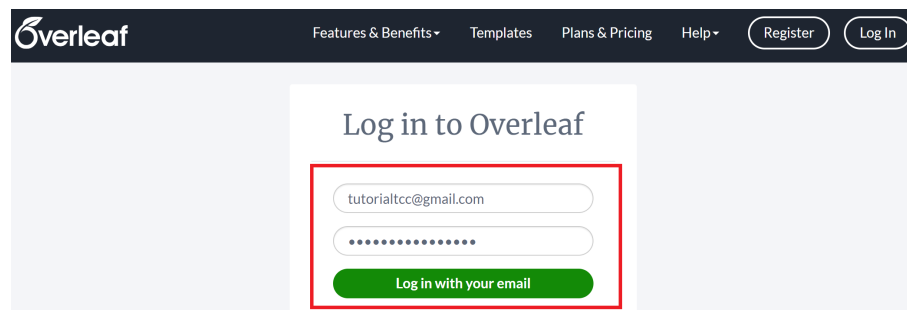 Overleaf
Features & Benefits Templates Plans & Pricing Help Register Log In
Log in to Overleaf
tutorialtcc@gmail.com
••••••••••••••••
Log in with your email